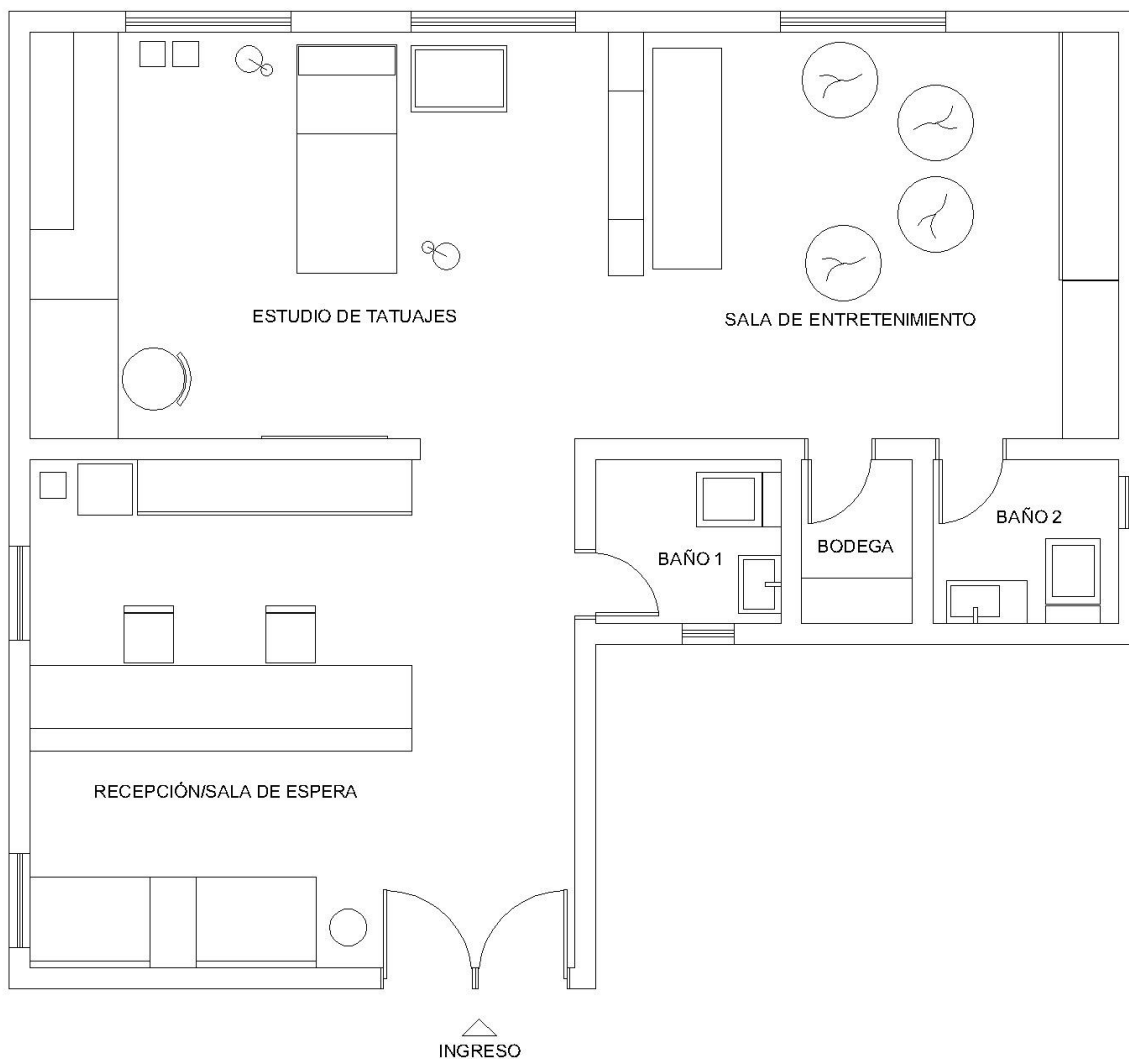 ESTUDIO DE TATUAJES
SALA DE ENTRETENIMIENTO
BAÑO 1
BODEGA
BAÑO 2
RECEPCIÓN/SALA DE ESPERA
INGRESO